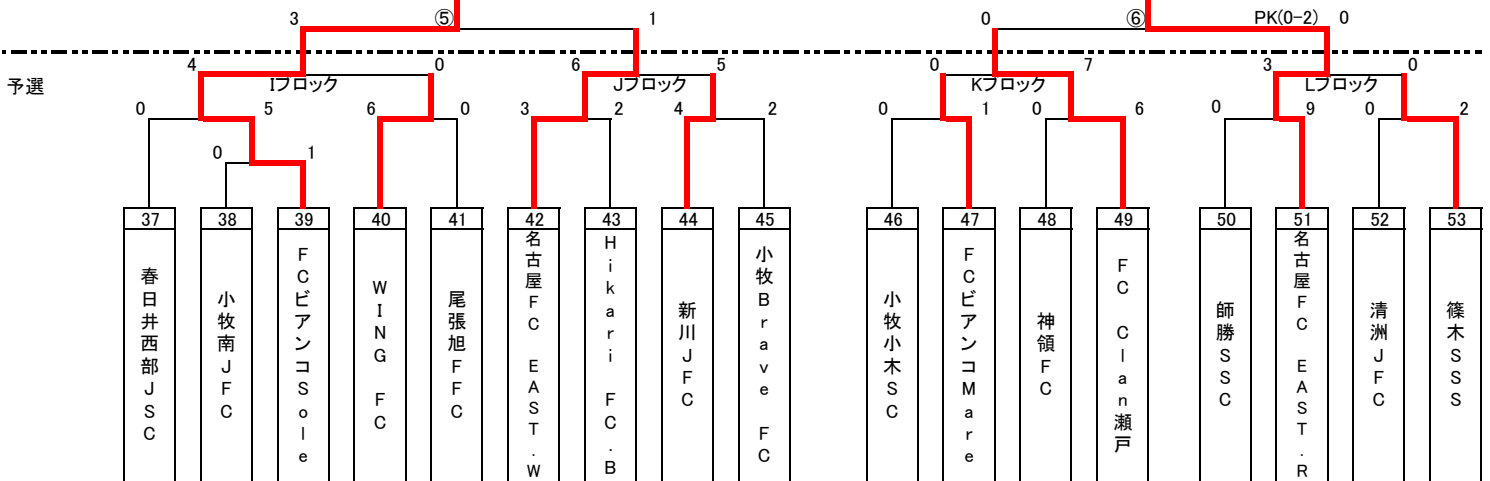 3 ⑤ 1 0 ⑥ PK(0-2) 0
予選
4 0 6 5 0 7 3 0
Iブロック Jブロック Kブロック Lブロック
0 5 6 0 3 2 4 2 0 1 0 6 0 9 0 2
0 1
37 38 39 40 41 42 43 44 45 46 47 48 49 50 51 52 53
春日井西部JSC
小牧南JFC
FCビアンコSole
WING FC
尾張旭FFC
名古屋FC EAST.W
Hikari FC.B
新川JFC
小牧Brave FC
小牧小木SC
FCビアンコMare
神領FC
FC Clan瀬戸
師勝SSC
名古屋FC EAST.R
清洲JFC
篠木SSS